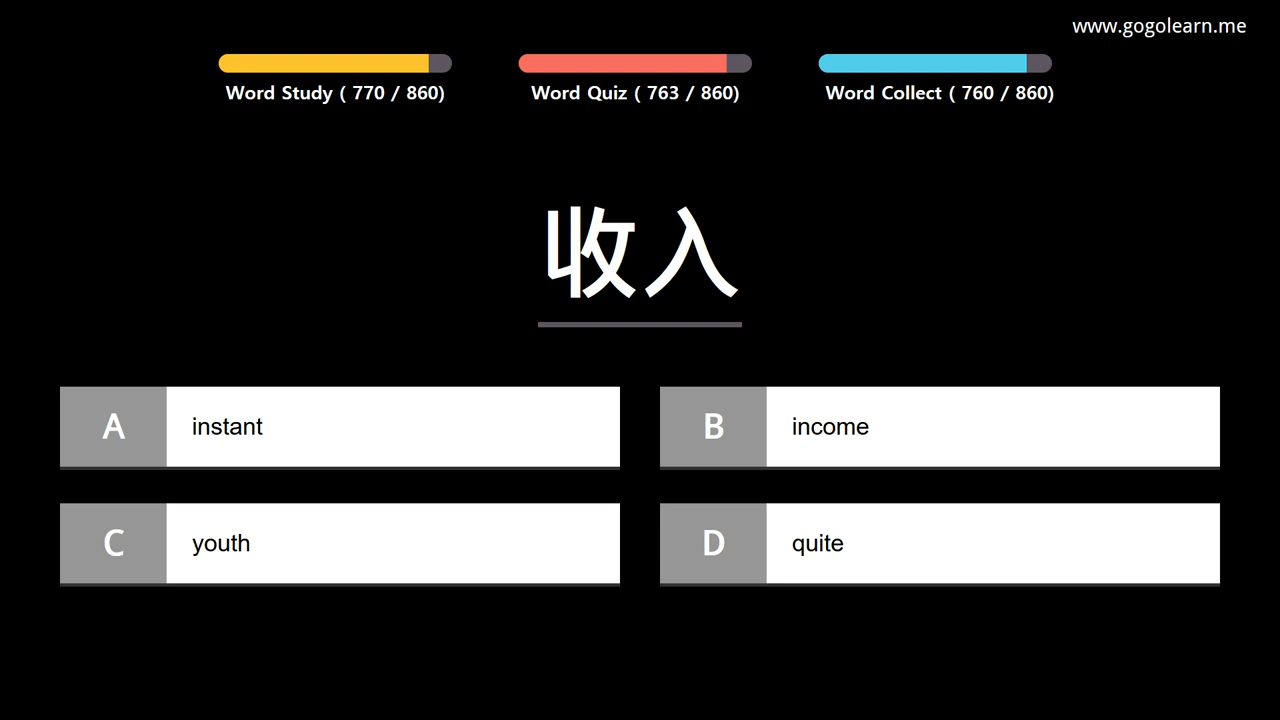 www.gogolearn.me
Word Study ( 770 / 860)
Word Quiz ( 763 / 860)
Word Collect ( 760 / 860)
收入
A instant
B income
C youth
D quite